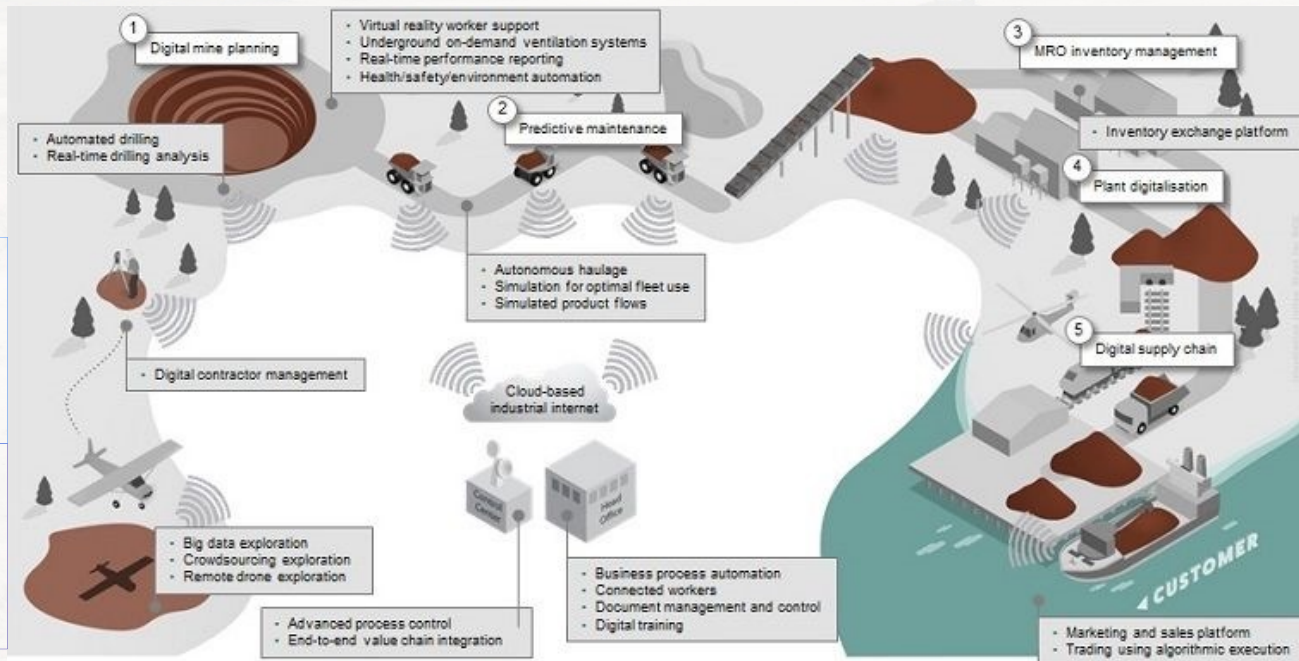 1
Digital mine planning
• Virtual reality worker support
• Underground on-demand ventilation systems
• Real-time performance reporting
• Health/safety/environment automation
3
MRO inventory management
2
Predictive maintenance
• Automated drilling
• Real-time drilling analysis
• Inventory exchange platform
4
Plant digitalisation
• Autonomous haulage
• Simulation for optimal fleet use
• Simulated product flows
5
Digital supply chain
• Digital contractor management
Cloud-based
industrial internet
Control
Center
Head
Office
• Big data exploration
• Crowdsourcing exploration
• Remote drone exploration
• Business process automation
• Connected workers
• Document management and control
• Digital training
CUSTOMER
• Advanced process control
• End-to-end value chain integration
• Marketing and sales platform
• Trading using algorithmic execution